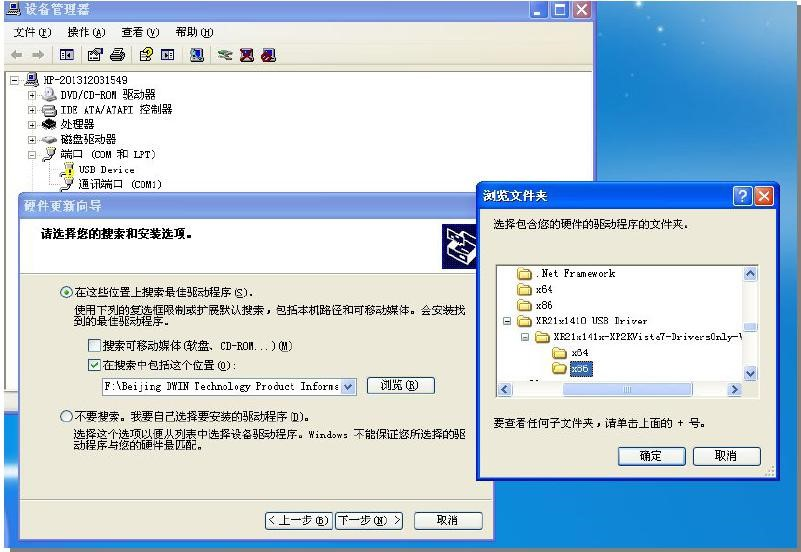 设备管理器
文件(F) 操作(A) 查看(V) 帮助(H)
HP-201312031549
DVD/CD-ROM 驱动器
IDE ATA/ATAPI 控制器
处理器
磁盘驱动器
端口 (COM 和 LPT)
USB Device
通讯端口 (COM1)
硬件更新向导
请选择您的搜索和安装选项。
在这些位置上搜索最佳驱动程序(S)。
使用下列的复选框限制或扩展默认搜索，包括本机路径和可移动媒体。会安装找
到的最佳驱动程序。
搜索可移动媒体(软盘、CD-ROM...)(M)
在搜索中包括这个位置(O):
F:\Beijing DWIN Technology Product Informa
浏览(R)
不要搜索。我要自己选择要安装的驱动程序(D)。
选择这个选项以便从列表中选择设备驱动程序。Windows 不能保证您所选择的驱
动程序与您的硬件最匹配。
<上一步(B) 下一步(N)> 取消
浏览文件夹
选择包含您的硬件的驱动程序的文件夹。
.Net Framework
x64
x86
XR21x1410 USB Driver
XR21x141x-XP2KVista7-DriversOnly-V
x64
x86
要查看任何子文件夹，请单击上面的 + 号。
确定 取消